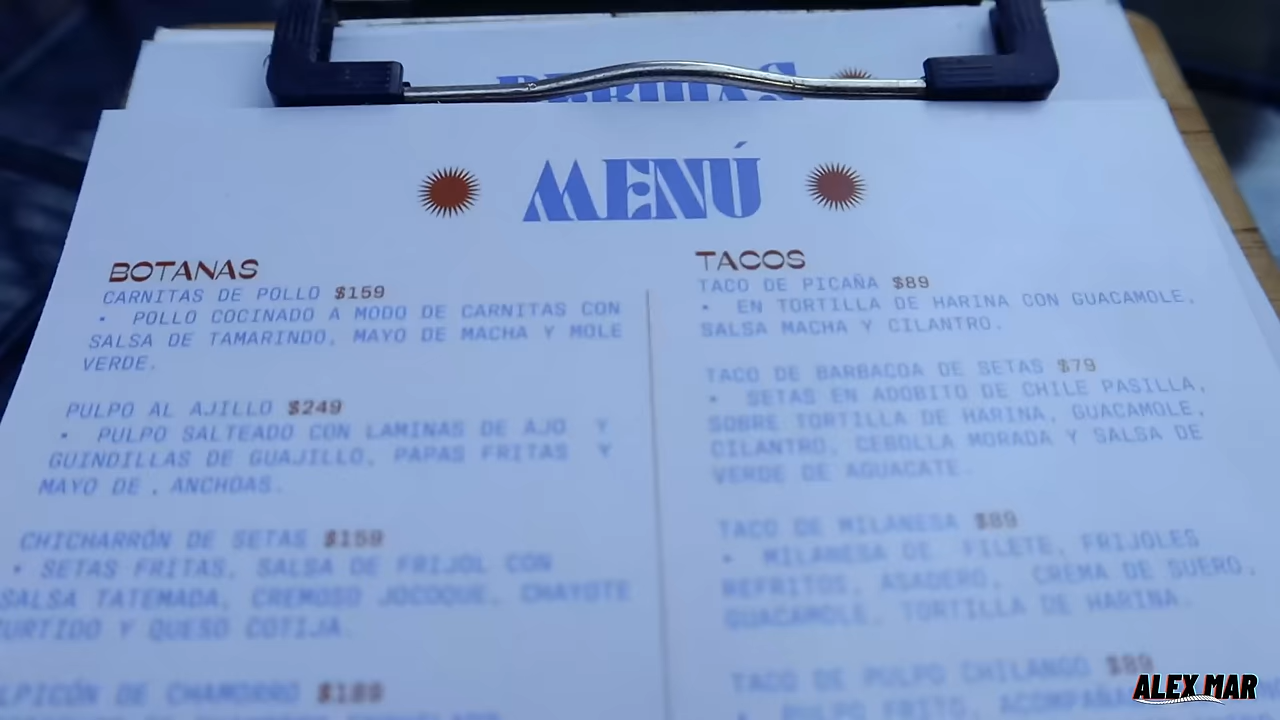 BEBIDAS
MENÚ
BOTANAS
CARNITAS DE POLLO $159
• POLLO COCINADO A MODO DE CARNITAS CON
SALSA DE TAMARINDO, MAYO DE MACHA Y MOLE
VERDE.
PULPO AL AJILLO $249
• PULPO SALTEADO CON LAMINAS DE AJO Y
GUINDILLAS DE GUAJILLO, PAPAS FRITAS Y
MAYO DE , ANCHOAS.
CHICHARRÓN DE SETAS $159
• SETAS FRITAS, SALSA DE FRIJOL CON
SALSA TATEMADA, CREMOSO JOCOQUE, CHAYOTE
CURTIDO Y QUESO COTIJA.
SALPICÓN DE CHAMORRO $189
TACOS
TACO DE PICAÑA $89
• EN TORTILLA DE HARINA CON GUACAMOLE,
SALSA MACHA Y CILANTRO.
TACO DE BARBACOA DE SETAS $79
• SETAS EN ADOBITO DE CHILE PASILLA,
SOBRE TORTILLA DE HARINA, GUACAMOLE,
CILANTRO, CEBOLLA MORADA Y SALSA DE
VERDE DE AGUACATE.
TACO DE MILANESA $89
• MILANESA DE FILETE, FRIJOLES
REFRITOS, ASADERO, CREMA DE SUERO,
GUACAMOLE, TORTILLA DE HARINA.
TACO DE PULPO CHILANGO $89
• PULPO FRITO,
ALEX MAR